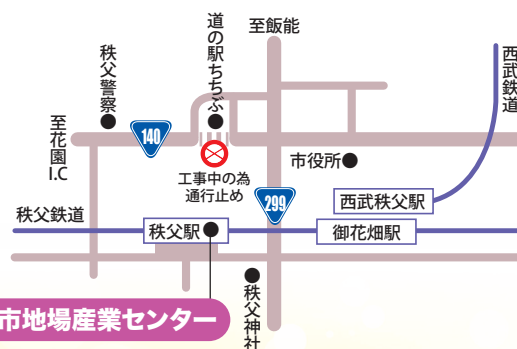 至飯能
道の駅ちちぶ
秩父警察
西武鉄道
至花園I.C
140
市役所
工事中の為
通行止め
299
西武秩父駅
秩父鉄道
秩父駅
御花畑駅
秩父神社
市地場産業センター